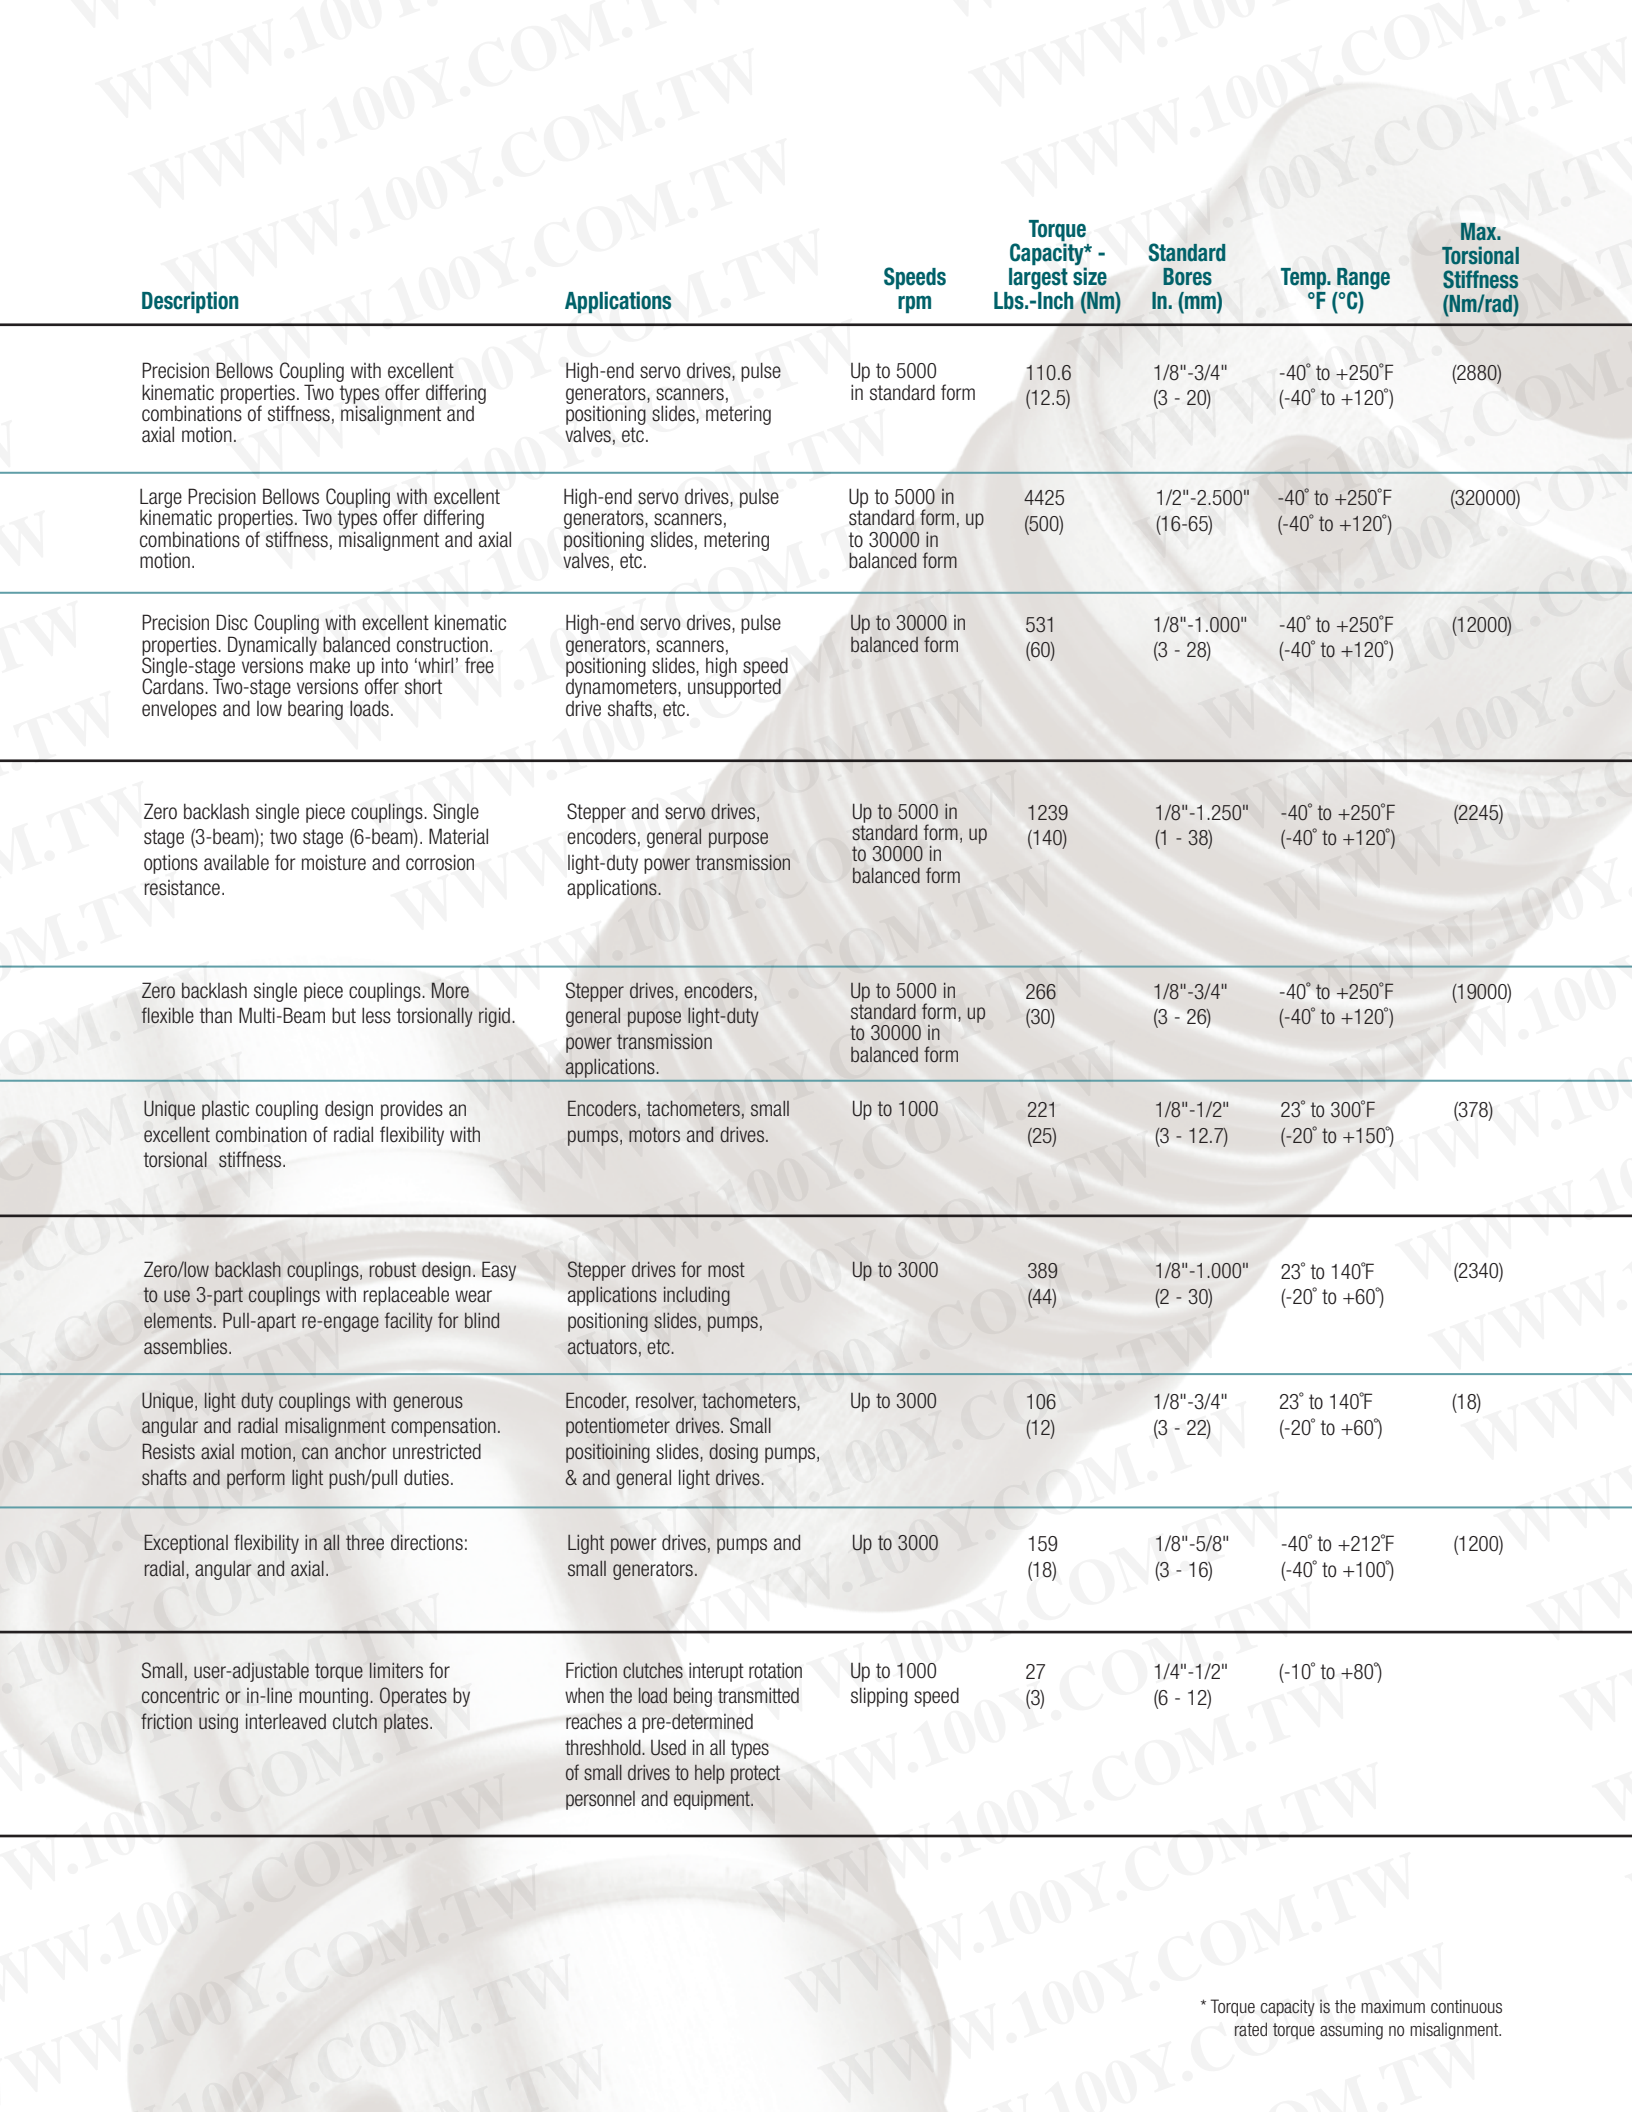 Description
Applications
Speeds
rpm
Torque
Capacity* -
largest size
Lbs.-Inch (Nm)
Standard
Bores
In. (mm)
Temp. Range
°F (°C)
Max.
Torsional
Stiffness
(Nm/rad)
Precision Bellows Coupling with excellent
kinematic properties. Two types offer differing
combinations of stiffness, misalignment and
axial motion.
High-end servo drives, pulse
generators, scanners,
positioning slides, metering
valves, etc.
Up to 5000
in standard form
110.6
(12.5)
1/8"-3/4"
(3 - 20)
-40° to +250°F
(-40° to +120°)
(2880)
Large Precision Bellows Coupling with excellent
kinematic properties. Two types offer differing
combinations of stiffness, misalignment and axial
motion.
High-end servo drives, pulse
generators, scanners,
positioning slides, metering
valves, etc.
Up to 5000 in
standard form, up
to 30000 in
balanced form
4425
(500)
1/2"-2.500"
(16-65)
-40° to +250°F
(-40° to +120°)
(320000)
Precision Disc Coupling with excellent kinematic
properties. Dynamically balanced construction.
Single-stage versions make up into ‘whirl’ free
Cardans. Two-stage versions offer short
envelopes and low bearing loads.
High-end servo drives, pulse
generators, scanners,
positioning slides, high speed
dynamometers, unsupported
drive shafts, etc.
Up to 30000 in
balanced form
531
(60)
1/8"-1.000"
(3 - 28)
-40° to +250°F
(-40° to +120°)
(12000)
Zero backlash single piece couplings. Single
stage (3-beam); two stage (6-beam). Material
options available for moisture and corrosion
resistance.
Stepper and servo drives,
encoders, general purpose
light-duty power transmission
applications.
Up to 5000 in
standard form, up
to 30000 in
balanced form
1239
(140)
1/8"-1.250"
(1 - 38)
-40° to +250°F
(-40° to +120°)
(2245)
Zero backlash single piece couplings. More
flexible than Multi-Beam but less torsionally rigid.
Stepper drives, encoders,
general pupose light-duty
power transmission
applications.
Up to 5000 in
standard form, up
to 30000 in
balanced form
266
(30)
1/8"-3/4"
(3 - 26)
-40° to +250°F
(-40° to +120°)
(19000)
Unique plastic coupling design provides an
excellent combination of radial flexibility with
torsional stiffness.
Encoders, tachometers, small
pumps, motors and drives.
Up to 1000
221
(25)
1/8"-1/2"
(3 - 12.7)
23° to 300°F
(-20° to +150°)
(378)
Zero/low backlash couplings, robust design. Easy
to use 3-part couplings with replaceable wear
elements. Pull-apart re-engage facility for blind
assemblies.
Stepper drives for most
applications including
positioning slides, pumps,
actuators, etc.
Up to 3000
389
(44)
1/8"-1.000"
(2 - 30)
23° to 140°F
(-20° to +60°)
(2340)
Unique, light duty couplings with generous
angular and radial misalignment compensation.
Resists axial motion, can anchor unrestricted
shafts and perform light push/pull duties.
Encoder, resolver, tachometers,
potentiometer drives. Small
positioining slides, dosing pumps,
& and general light drives.
Up to 3000
106
(12)
1/8"-3/4"
(3 - 22)
23° to 140°F
(-20° to +60°)
(18)
Exceptional flexibility in all three directions:
radial, angular and axial.
Light power drives, pumps and
small generators.
Up to 3000
159
(18)
1/8"-5/8"
(3 - 16)
-40° to +212°F
(-40° to +100°)
(1200)
Small, user-adjustable torque limiters for
concentric or in-line mounting. Operates by
friction using interleaved clutch plates.
Friction clutches interupt rotation
when the load being transmitted
reaches a pre-determined
threshhold. Used in all types
of small drives to help protect
personnel and equipment.
Up to 1000
slipping speed
27
(3)
1/4"-1/2"
(6 - 12)
(-10° to +80°)
* Torque capacity is the maximum continuous
rated torque assuming no misalignment.
WWW.100Y.COM.TW